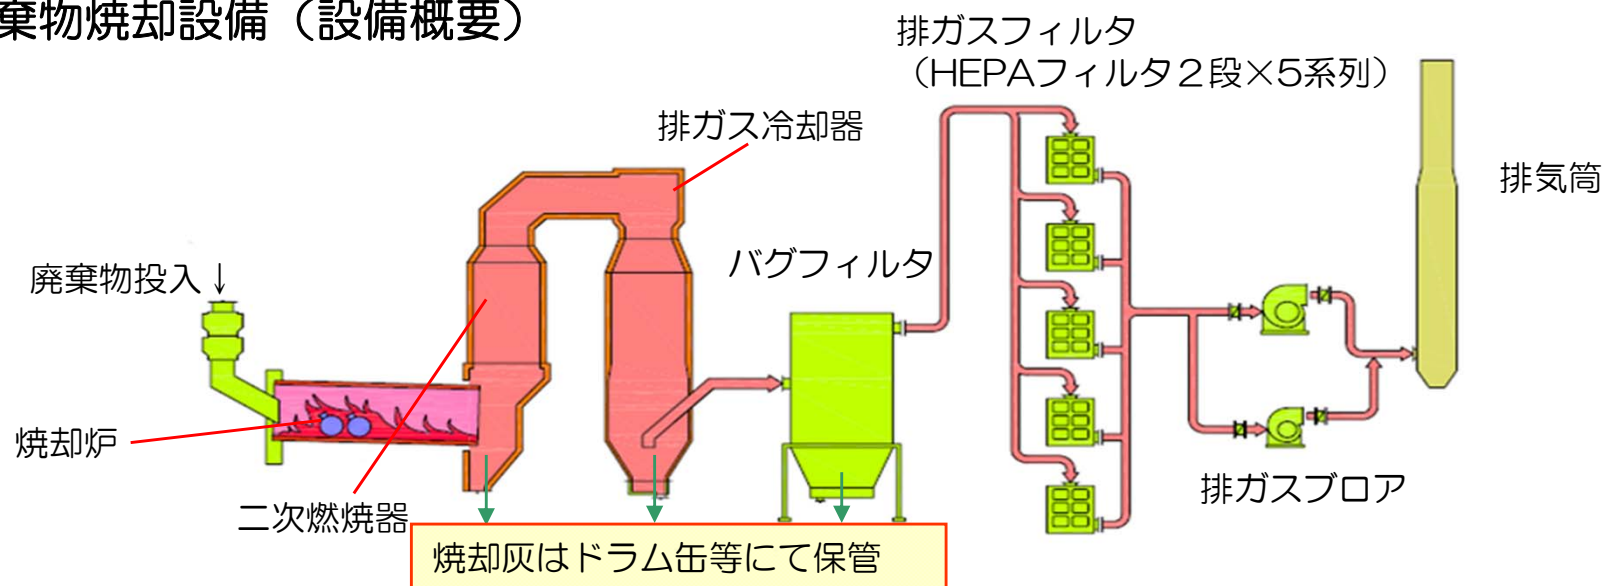 棄物焼却設備（設備概要）
排ガスフィルタ
（HEPAフィルタ２段×5系列）
排ガス冷却器
排気筒
バグフィルタ
廃棄物投入↓
焼却炉
二次燃焼器
排ガスブロア
焼却灰はドラム缶等にて保管